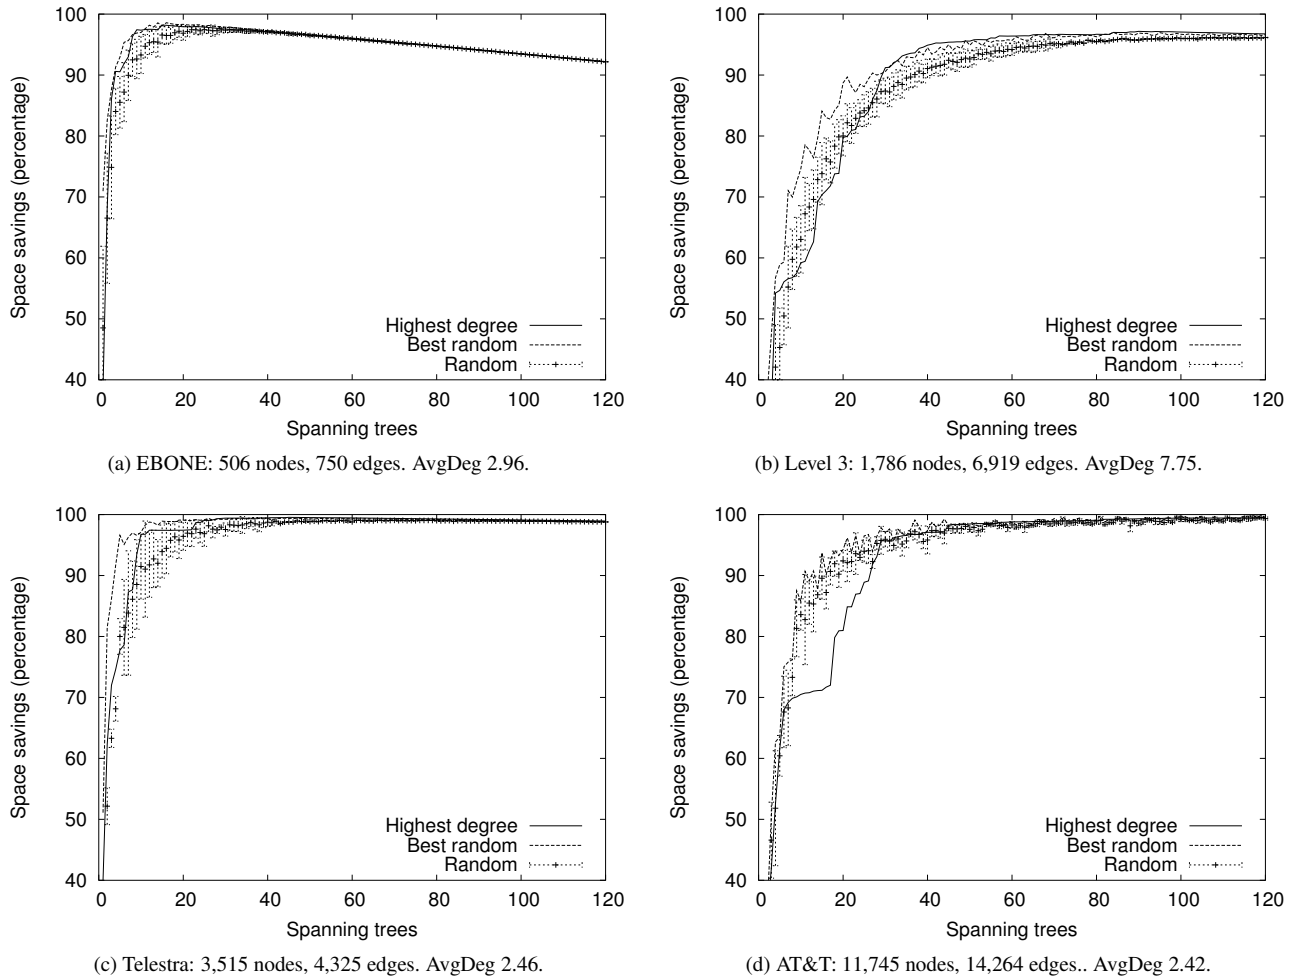 100
90
80
70
60
50
40
Space savings (percentage)
Highest degree
Best random
Random
0 20 40 60 80 100 120
Spanning trees
(a) EBONE: 506 nodes, 750 edges. AvgDeg 2.96.
100
90
80
70
60
50
40
Space savings (percentage)
Highest degree
Best random
Random
0 20 40 60 80 100 120
Spanning trees
(b) Level 3: 1,786 nodes, 6,919 edges. AvgDeg 7.75.
100
90
80
70
60
50
40
Space savings (percentage)
Highest degree
Best random
Random
0 20 40 60 80 100 120
Spanning trees
(c) Telestra: 3,515 nodes, 4,325 edges. AvgDeg 2.46.
100
90
80
70
60
50
40
Space savings (percentage)
Highest degree
Best random
Random
0 20 40 60 80 100 120
Spanning trees
(d) AT&T: 11,745 nodes, 14,264 edges.. AvgDeg 2.42.